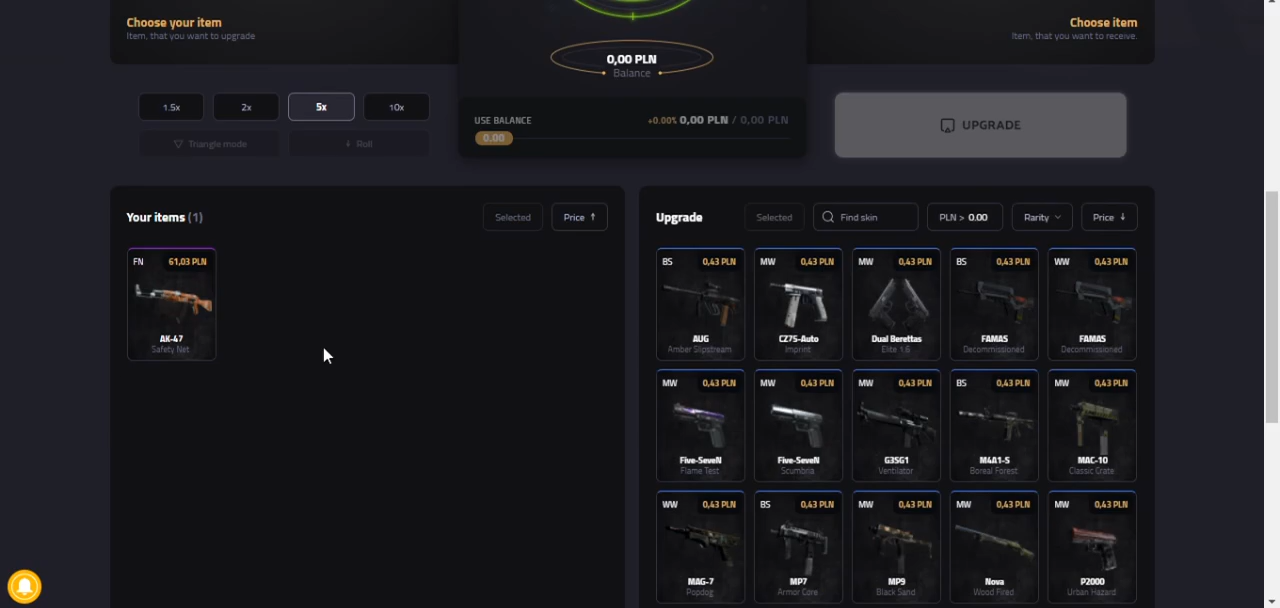 Choose your item
Item, that you want to upgrade
Choose item
Item, that you want to receive.
0,00 PLN
Balance
1.5x
2x
5x
10x
Triangle mode
Roll
USE BALANCE
+0.00% 0,00 PLN / 0,00 PLN
0,00
UPGRADE
Your items (1)
Selected
Price ↑
Upgrade
Selected
Find skin
PLN > 0.00
Rarity
Price ↓
FN 61,03 PLN
AK-47
Safety Net
BS 0,43 PLN
AUG
Amber Slipstream
MW 0,43 PLN
CZ75-Auto
Imprint
MW 0,43 PLN
Dual Berettas
Elite 1.6
BS 0,43 PLN
FAMAS
Decommissioned
WW 0,43 PLN
FAMAS
Decommissioned
MW 0,43 PLN
Five-SeveN
Flame Test
MW 0,43 PLN
Five-SeveN
Scumbria
MW 0,43 PLN
G3SG1
Ventilator
BS 0,43 PLN
M4A1-S
Boreal Forest
MW 0,43 PLN
MAC-10
Classic Crate
WW 0,43 PLN
MAG-7
Popdog
BS 0,43 PLN
MP7
Armor Core
MW 0,43 PLN
MP9
Black Sand
MW 0,43 PLN
Nova
Wood Fired
MW 0,43 PLN
P2000
Urban Hazard